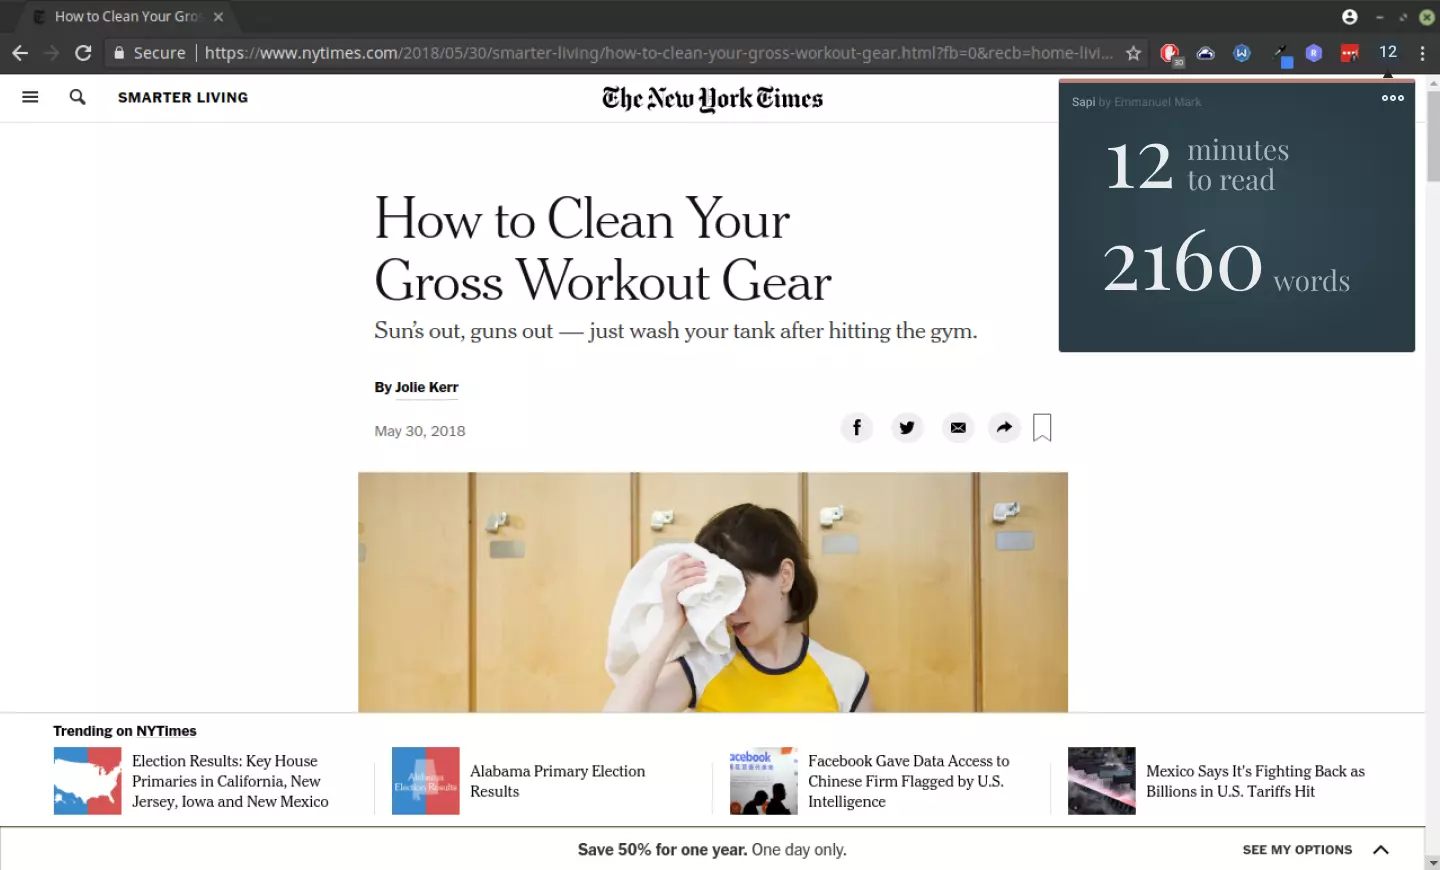 How to Clean Your Gros
Secure
https://www.nytimes.com/2018/05/30/smarter-living/how-to-clean-your-gross-workout-gear.html?fb=0&recb=home-livi...
30
12
SMARTER LIVING
The New York Times
Sapi by Emmanuel Mark
12 minutes
to read
2160 words
How to Clean Your
Gross Workout Gear
Sun's out, guns out — just wash your tank after hitting the gym.
By Jolie Kerr
May 30, 2018
Trending on NYTimes
Election Results: Key House
Primaries in California, New
Jersey, Iowa and New Mexico
Alabama
Election Results
Alabama Primary Election
Results
acebook
Facebook Gave Data Access to
Chinese Firm Flagged by U.S.
Intelligence
Mexico Says It's Fighting Back as
Billions in U.S. Tariffs Hit
Save 50% for one year. One day only.
SEE MY OPTIONS